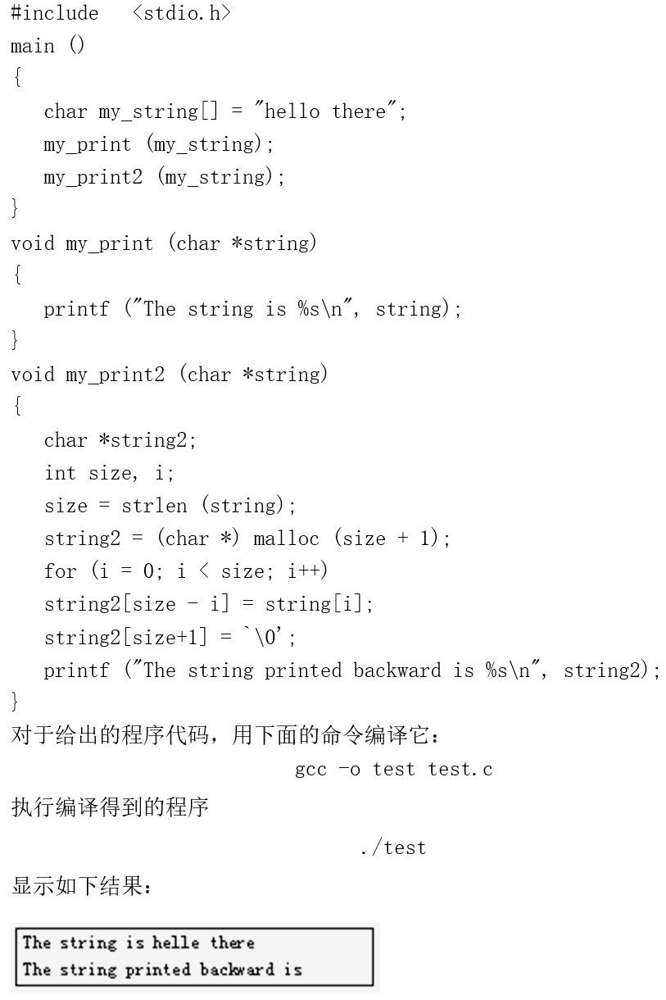 #include   <stdio.h>
main ()
{
   char my_string[] = "hello there";
   my_print (my_string);
   my_print2 (my_string);
}
void my_print (char *string)
{
   printf ("The string is %s\n", string);
}
void my_print2 (char *string)
{
   char *string2;
   int size, i;
   size = strlen (string);
   string2 = (char *) malloc (size + 1);
   for (i = 0; i < size; i++)
   string2[size - i] = string[i];
   string2[size+1] = `\0';
   printf ("The string printed backward is %s\n", string2);
}
对于给出的程序代码，用下面的命令编译它：
gcc -o test test.c
执行编译得到的程序
./test
显示如下结果：
The string is helle there
The string printed backward is